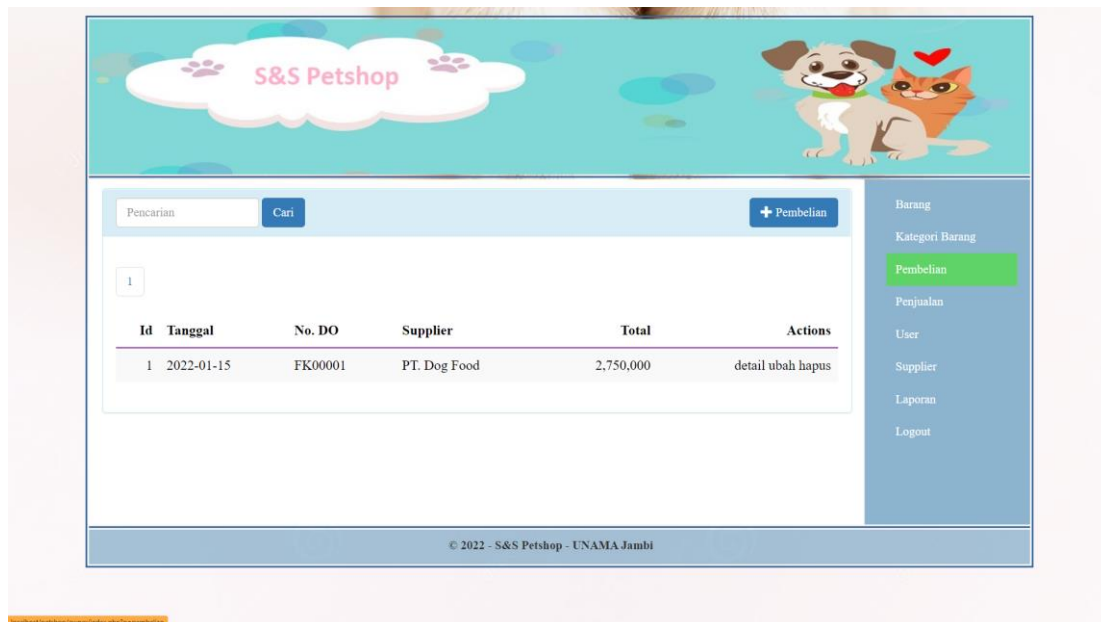 S&S Petshop
Pencarian Cari + Pembelian
1
Id Tanggal No. DO Supplier Total Actions
1 2022-01-15 FK00001 PT. Dog Food 2,750,000 detail ubah hapus
Barang
Kategori Barang
Pembelian
Penjualan
User
Supplier
Laporan
Logout
© 2022 - S&S Petshop - UNAMA Jambi